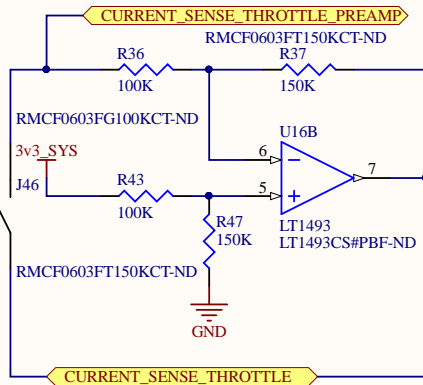 CURRENT_SENSE_THROTTLE_PREAMP
RMCF0603FT150KCT-ND
R36
R37
100K
150K
RMCF0603FG100KCT-ND
U16B
3v3_SYS
6
7
J46
R43
5
100K
R47
150K
LT1493
LT1493CS#PBF-ND
RMCF0603FT150KCT-ND
GND
CURRENT_SENSE_THROTTLE